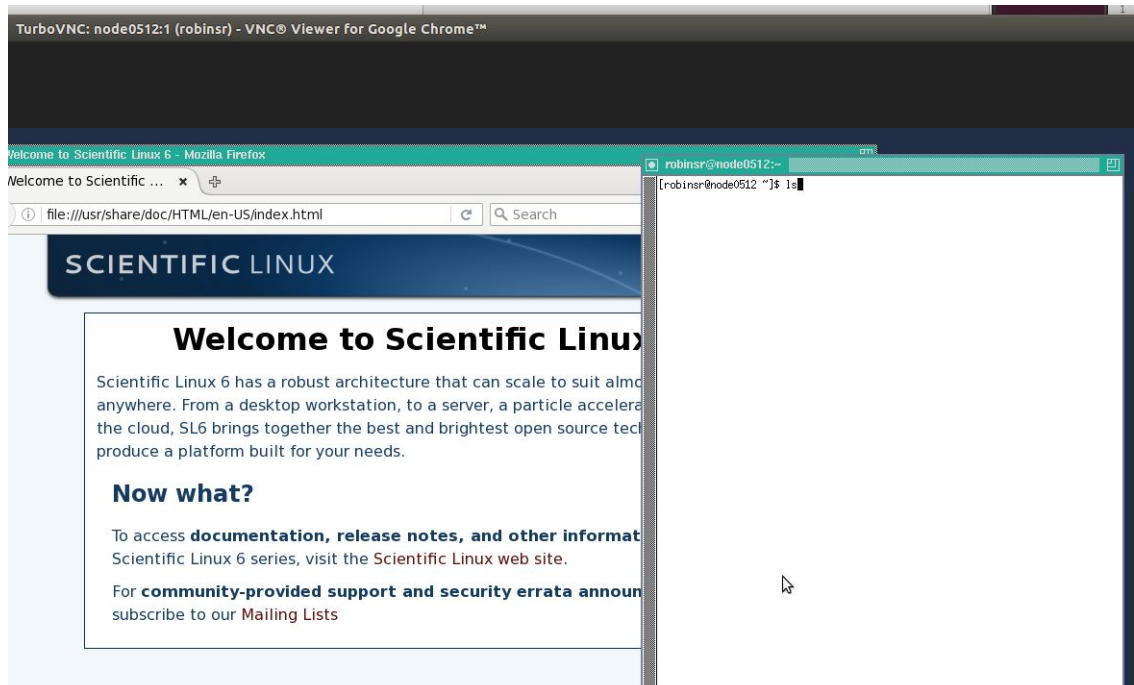 1
TurboVNC: node0512:1 (robinsr) - VNC® Viewer for Google Chrome™
Welcome to Scientific Linux 6 - Mozilla Firefox
Welcome to Scientific ...
file:///usr/share/doc/HTML/en-US/index.html
Search
SCIENTIFIC LINUX
Welcome to Scientific Linux
Scientific Linux 6 has a robust architecture that can scale to suit almo
anywhere. From a desktop workstation, to a server, a particle accelera
the cloud, SL6 brings together the best and brightest open source tech
produce a platform built for your needs.
Now what?
To access documentation, release notes, and other informat
Scientific Linux 6 series, visit the Scientific Linux web site.
For community-provided support and security errata announ
subscribe to our Mailing Lists
robinsr@node0512:~
[robinsr@node0512 ~]$ ls